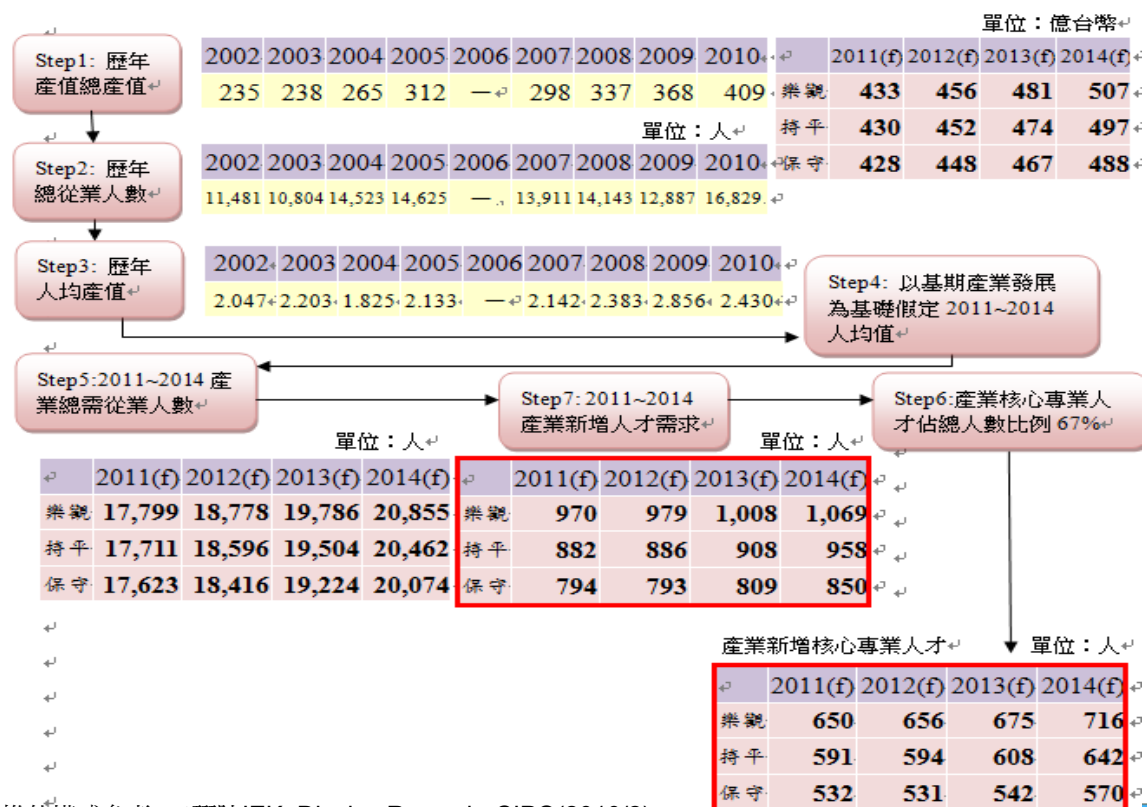 單位：億台幣
Step1: 歷年
產值總產值
2002 2003 2004 2005 2006 2007 2008 2009 2010
235 238 265 312 — 298 337 368 409
2011(f) 2012(f) 2013(f) 2014(f)
樂觀 433 456 481 507
持平 430 452 474 497
保守 428 448 467 488
單位：人
Step2: 歷年
總從業人數
2002 2003 2004 2005 2006 2007 2008 2009 2010
11,481 10,804 14,523 14,625 — 13,911 14,143 12,887 16,829
Step3: 歷年
人均產值
2002 2003 2004 2005 2006 2007 2008 2009 2010
2.047 2.203 1.825 2.133 — 2.142 2.383 2.856 2.430
Step4: 以基期產業發展
為基礎假定 2011~2014
人均值
Step5:2011~2014 產
業總需從業人數
Step7: 2011~2014
產業新增人才需求
Step6:產業核心專業人
才佔總人數比例 67%
單位：人
2011(f) 2012(f) 2013(f) 2014(f)
樂觀 17,799 18,778 19,786 20,855
持平 17,711 18,596 19,504 20,462
保守 17,623 18,416 19,224 20,074
單位：人
2011(f) 2012(f) 2013(f) 2014(f)
樂觀 970 979 1,008 1,069
持平 882 886 908 958
保守 794 793 809 850
產業新增核心專業人才 單位：人
2011(f) 2012(f) 2013(f) 2014(f)
樂觀 650 656 675 716
持平 591 594 608 642
保守 532 531 542 570